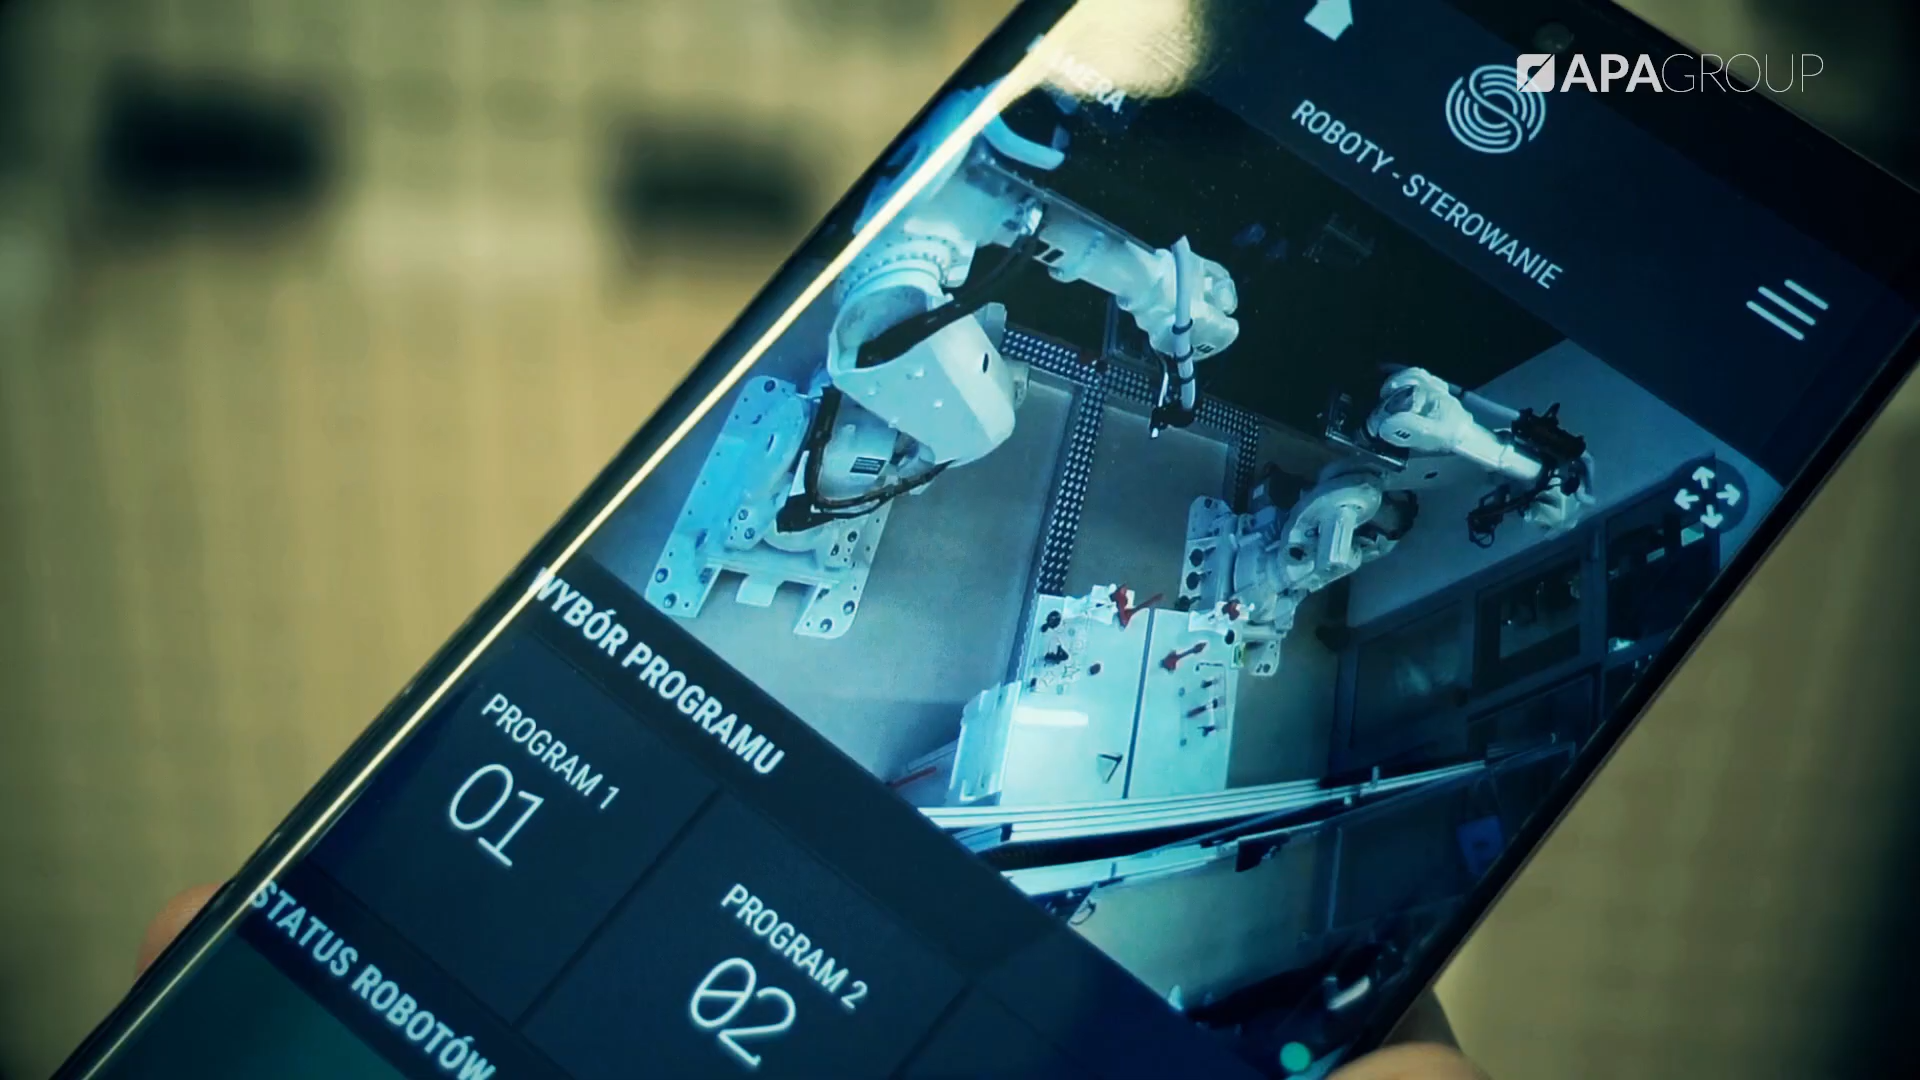 APAGROUP
ROBOTY - STEROWANIE
WYBÓR PROGRAMU
PROGRAM 1
01
PROGRAM 2
02
STATUS ROBOTÓW